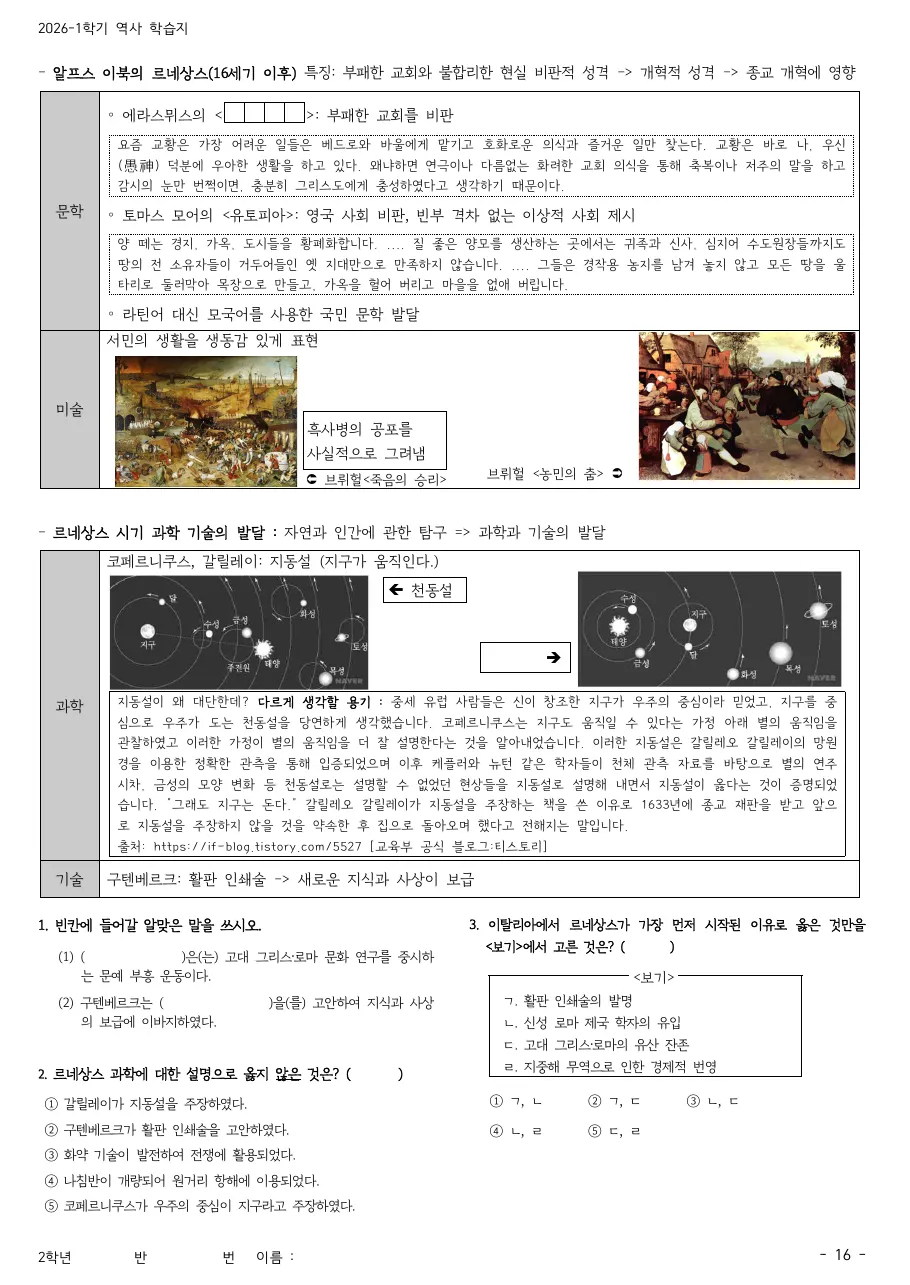 2026-1학기 역사 학습지
- 알프스 이북의 르네상스(16세기 이후) 특징: 부패한 교회와 불합리한 현실 비판적 성격 -> 개혁적 성격 -> 종교 개혁에 영향
문학
◦ 에라스뮈스의 < >: 부패한 교회를 비판
요즘 교황은 가장 어려운 일들은 베드로와 바울에게 맡기고 호화로운 의식과 즐거운 일만 찾는다. 교황은 바로 나, 우신
(愚神) 덕분에 우아한 생활을 하고 있다. 왜냐하면 연극이나 다름없는 화려한 교회 의식을 통해 축복이나 저주의 말을 하고
감시의 눈만 번쩍이면, 충분히 그리스도에게 충성하였다고 생각하기 때문이다.
◦ 토마스 모어의 <유토피아>: 영국 사회 비판, 빈부 격차 없는 이상적 사회 제시
양 떼는 경지, 가옥, 도시들을 황폐화합니다. .... 질 좋은 양모를 생산하는 곳에서는 귀족과 신사, 심지어 수도원장들까지도
땅의 전 소유자들이 거두어들인 옛 지대만으로 만족하지 않습니다. .... 그들은 경작용 농지를 남겨 놓지 않고 모든 땅을 울
타리로 둘러막아 목장으로 만들고, 가옥을 헐어 버리고 마을을 없애 버립니다.
◦ 라틴어 대신 모국어를 사용한 국민 문학 발달
미술
서민의 생활을 생동감 있게 표현
흑사병의 공포를
사실적으로 그려냄
➲ 브뤼헐<죽음의 승리>
브뤼헐 <농민의 춤> ➲
- 르네상스 시기 과학 기술의 발달 : 자연과 인간에 관한 탐구 => 과학과 기술의 발달
과학
코페르니쿠스, 갈릴레이: 지동설 (지구가 움직인다.)
달
지구
수성
금성
주전원
태양
화성
토성
목성
NAVER
🡰 천동설
🡲
수성
태양
금성
지구
달
화성
목성
토성
NAVER
지동설이 왜 대단한데? 다르게 생각할 용기 : 중세 유럽 사람들은 신이 창조한 지구가 우주의 중심이라 믿었고, 지구를 중
심으로 우주가 도는 천동설을 당연하게 생각했습니다. 코페르니쿠스는 지구도 움직일 수 있다는 가정 아래 별의 움직임을
관찰하였고 이러한 가정이 별의 움직임을 더 잘 설명한다는 것을 알아내었습니다. 이러한 지동설은 갈릴레오 갈릴레이의 망원
경을 이용한 정확한 관측을 통해 입증되었으며 이후 케플러와 뉴턴 같은 학자들이 천체 관측 자료를 바탕으로 별의 연주
시차, 금성의 모양 변화 등 천동설로는 설명할 수 없었던 현상들을 지동설로 설명해 내면서 지동설이 옳다는 것이 증명되었
습니다. "그래도 지구는 돈다." 갈릴레오 갈릴레이가 지동설을 주장하는 책을 쓴 이유로 1633년에 종교 재판을 받고 앞으
로 지동설을 주장하지 않을 것을 약속한 후 집으로 돌아오며 했다고 전해지는 말입니다.
출처: https://if-blog.tistory.com/5527 [교육부 공식 블로그:티스토리]
기술
구텐베르크: 활판 인쇄술 -> 새로운 지식과 사상이 보급
1. 빈칸에 들어갈 알맞은 말을 쓰시오.
(1) ( )은(는) 고대 그리스·로마 문화 연구를 중시하
는 문예 부흥 운동이다.
(2) 구텐베르크는 ( )을(를) 고안하여 지식과 사상
의 보급에 이바지하였다.
2. 르네상스 과학에 대한 설명으로 옳지 않은 것은? ( )
① 갈릴레이가 지동설을 주장하였다.
② 구텐베르크가 활판 인쇄술을 고안하였다.
③ 화약 기술이 발전하여 전쟁에 활용되었다.
④ 나침반이 개량되어 원거리 항해에 이용되었다.
⑤ 코페르니쿠스가 우주의 중심이 지구라고 주장하였다.
3. 이탈리아에서 르네상스가 가장 먼저 시작된 이유로 옳은 것만을
<보기>에서 고른 것은? ( )
<보기>
ㄱ. 활판 인쇄술의 발명
ㄴ. 신성 로마 제국 학자의 유입
ㄷ. 고대 그리스·로마의 유산 잔존
ㄹ. 지중해 무역으로 인한 경제적 번영
① ㄱ, ㄴ ② ㄱ, ㄷ ③ ㄴ, ㄷ
④ ㄴ, ㄹ ⑤ ㄷ, ㄹ
2학년 반 번 이름 :
- 16 -